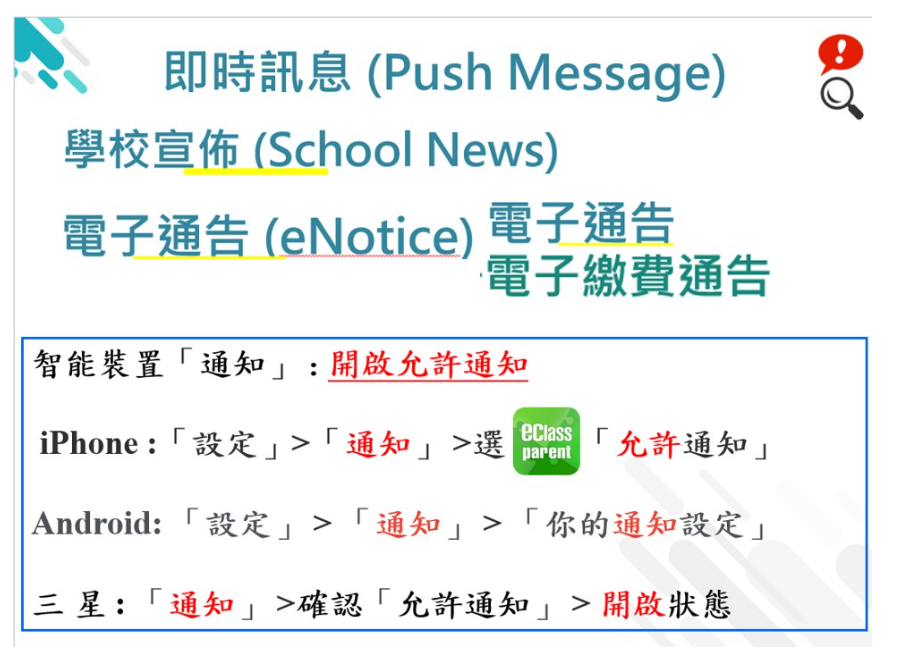 即時訊息 (Push Message)
學校宣佈 (School News)
電子通告 (eNotice)
電子通告
電子繳費通告
智能裝置「通知」: 開啟允許通知
iPhone :「設定」>「通知」>選 eClass parent 「允許通知」
Android: 「設定」 > 「通知」 > 「你的通知設定」
三 星 : 「通知」 >確認「允許通知」> 開啟狀態